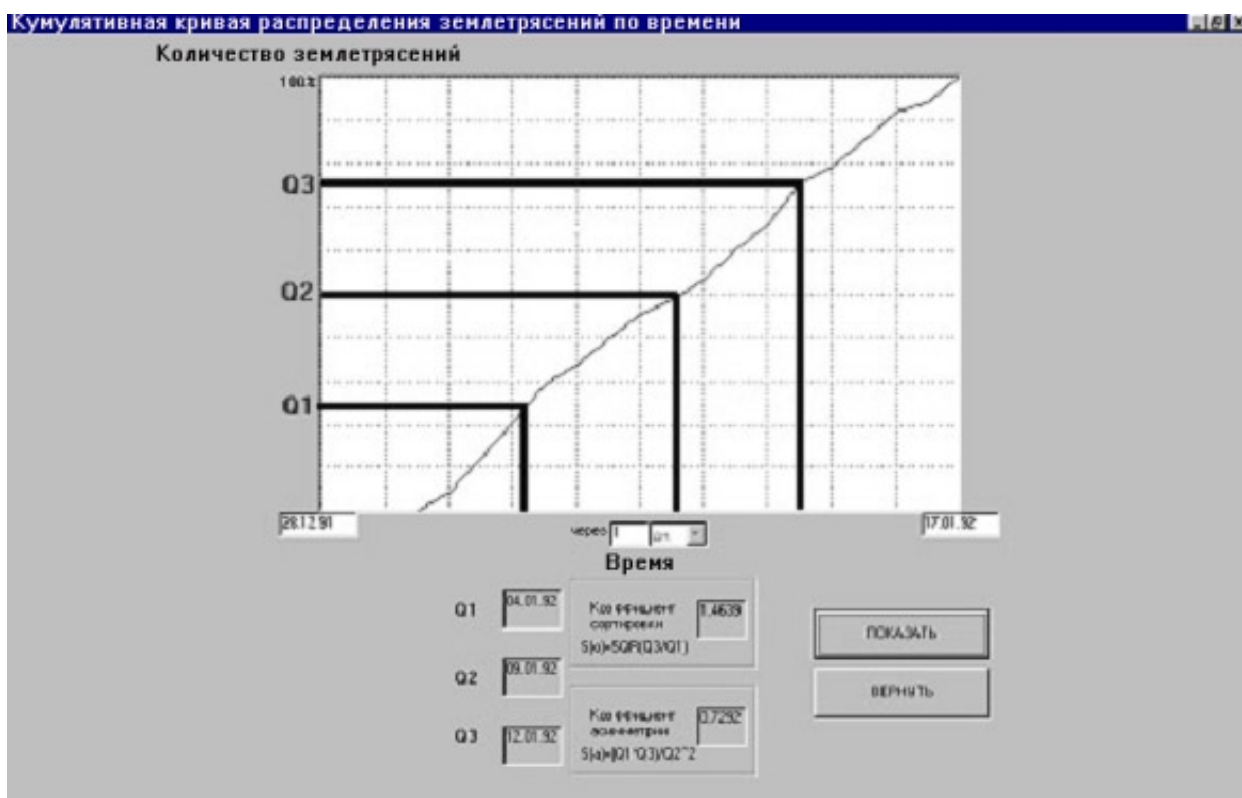 Кумулятивная кривая распределения землетрясений по времени
Количество землетрясений
100%
Q3
Q2
Q1
28.12.91
через 1
17.01.92
Время
Q1 04.01.92
Коэффициент 1,4639
сортировки
S(o)=SQR(Q3/Q1)
ПОКАЗАТЬ
Q2 09.01.92
ВЕРНУТЬ
Коэффициент 0,7292
асимметрии
Q3 12.01.92
S(a)=(Q1*Q3)/Q2^2